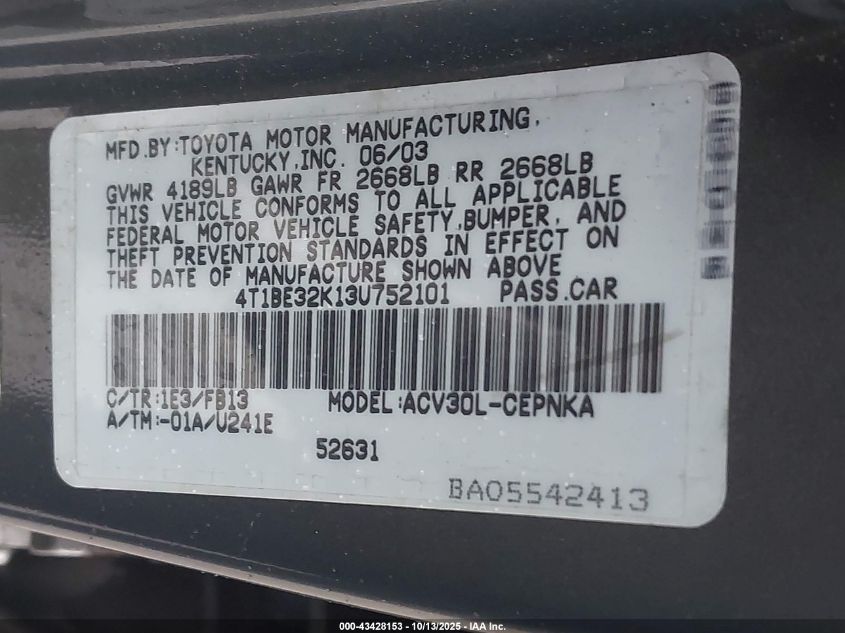 MFD.BY:TOYOTA MOTOR MANUFACTURING,
KENTUCKY,INC. 06/03
GVWR 4189LB GAWR FR 2668LB RR 2668LB
THIS VEHICLE CONFORMS TO ALL APPLICABLE
FEDERAL MOTOR VEHICLE SAFETY,BUMPER, AND
THEFT PREVENTION STANDARDS IN EFFECT ON
THE DATE OF MANUFACTURE SHOWN ABOVE
4T1BE32K13U752101 PASS.CAR
C/TR:1E3/FB13 MODEL:ACV30L-CEPNKA
A/TM:-01A/U241E
52631
BA05542413
000-43428153 - 10/13/2025 - IAA Inc.